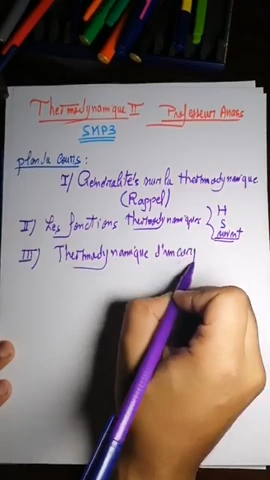 Thermodynamique II Professeur Anass
SMP3
plan du cours :
I/ Généralités sur la thermodynamique
(Rappel)
II) Les fonctions thermodynamiques
H
S
III) Thermodynamique d'un corp